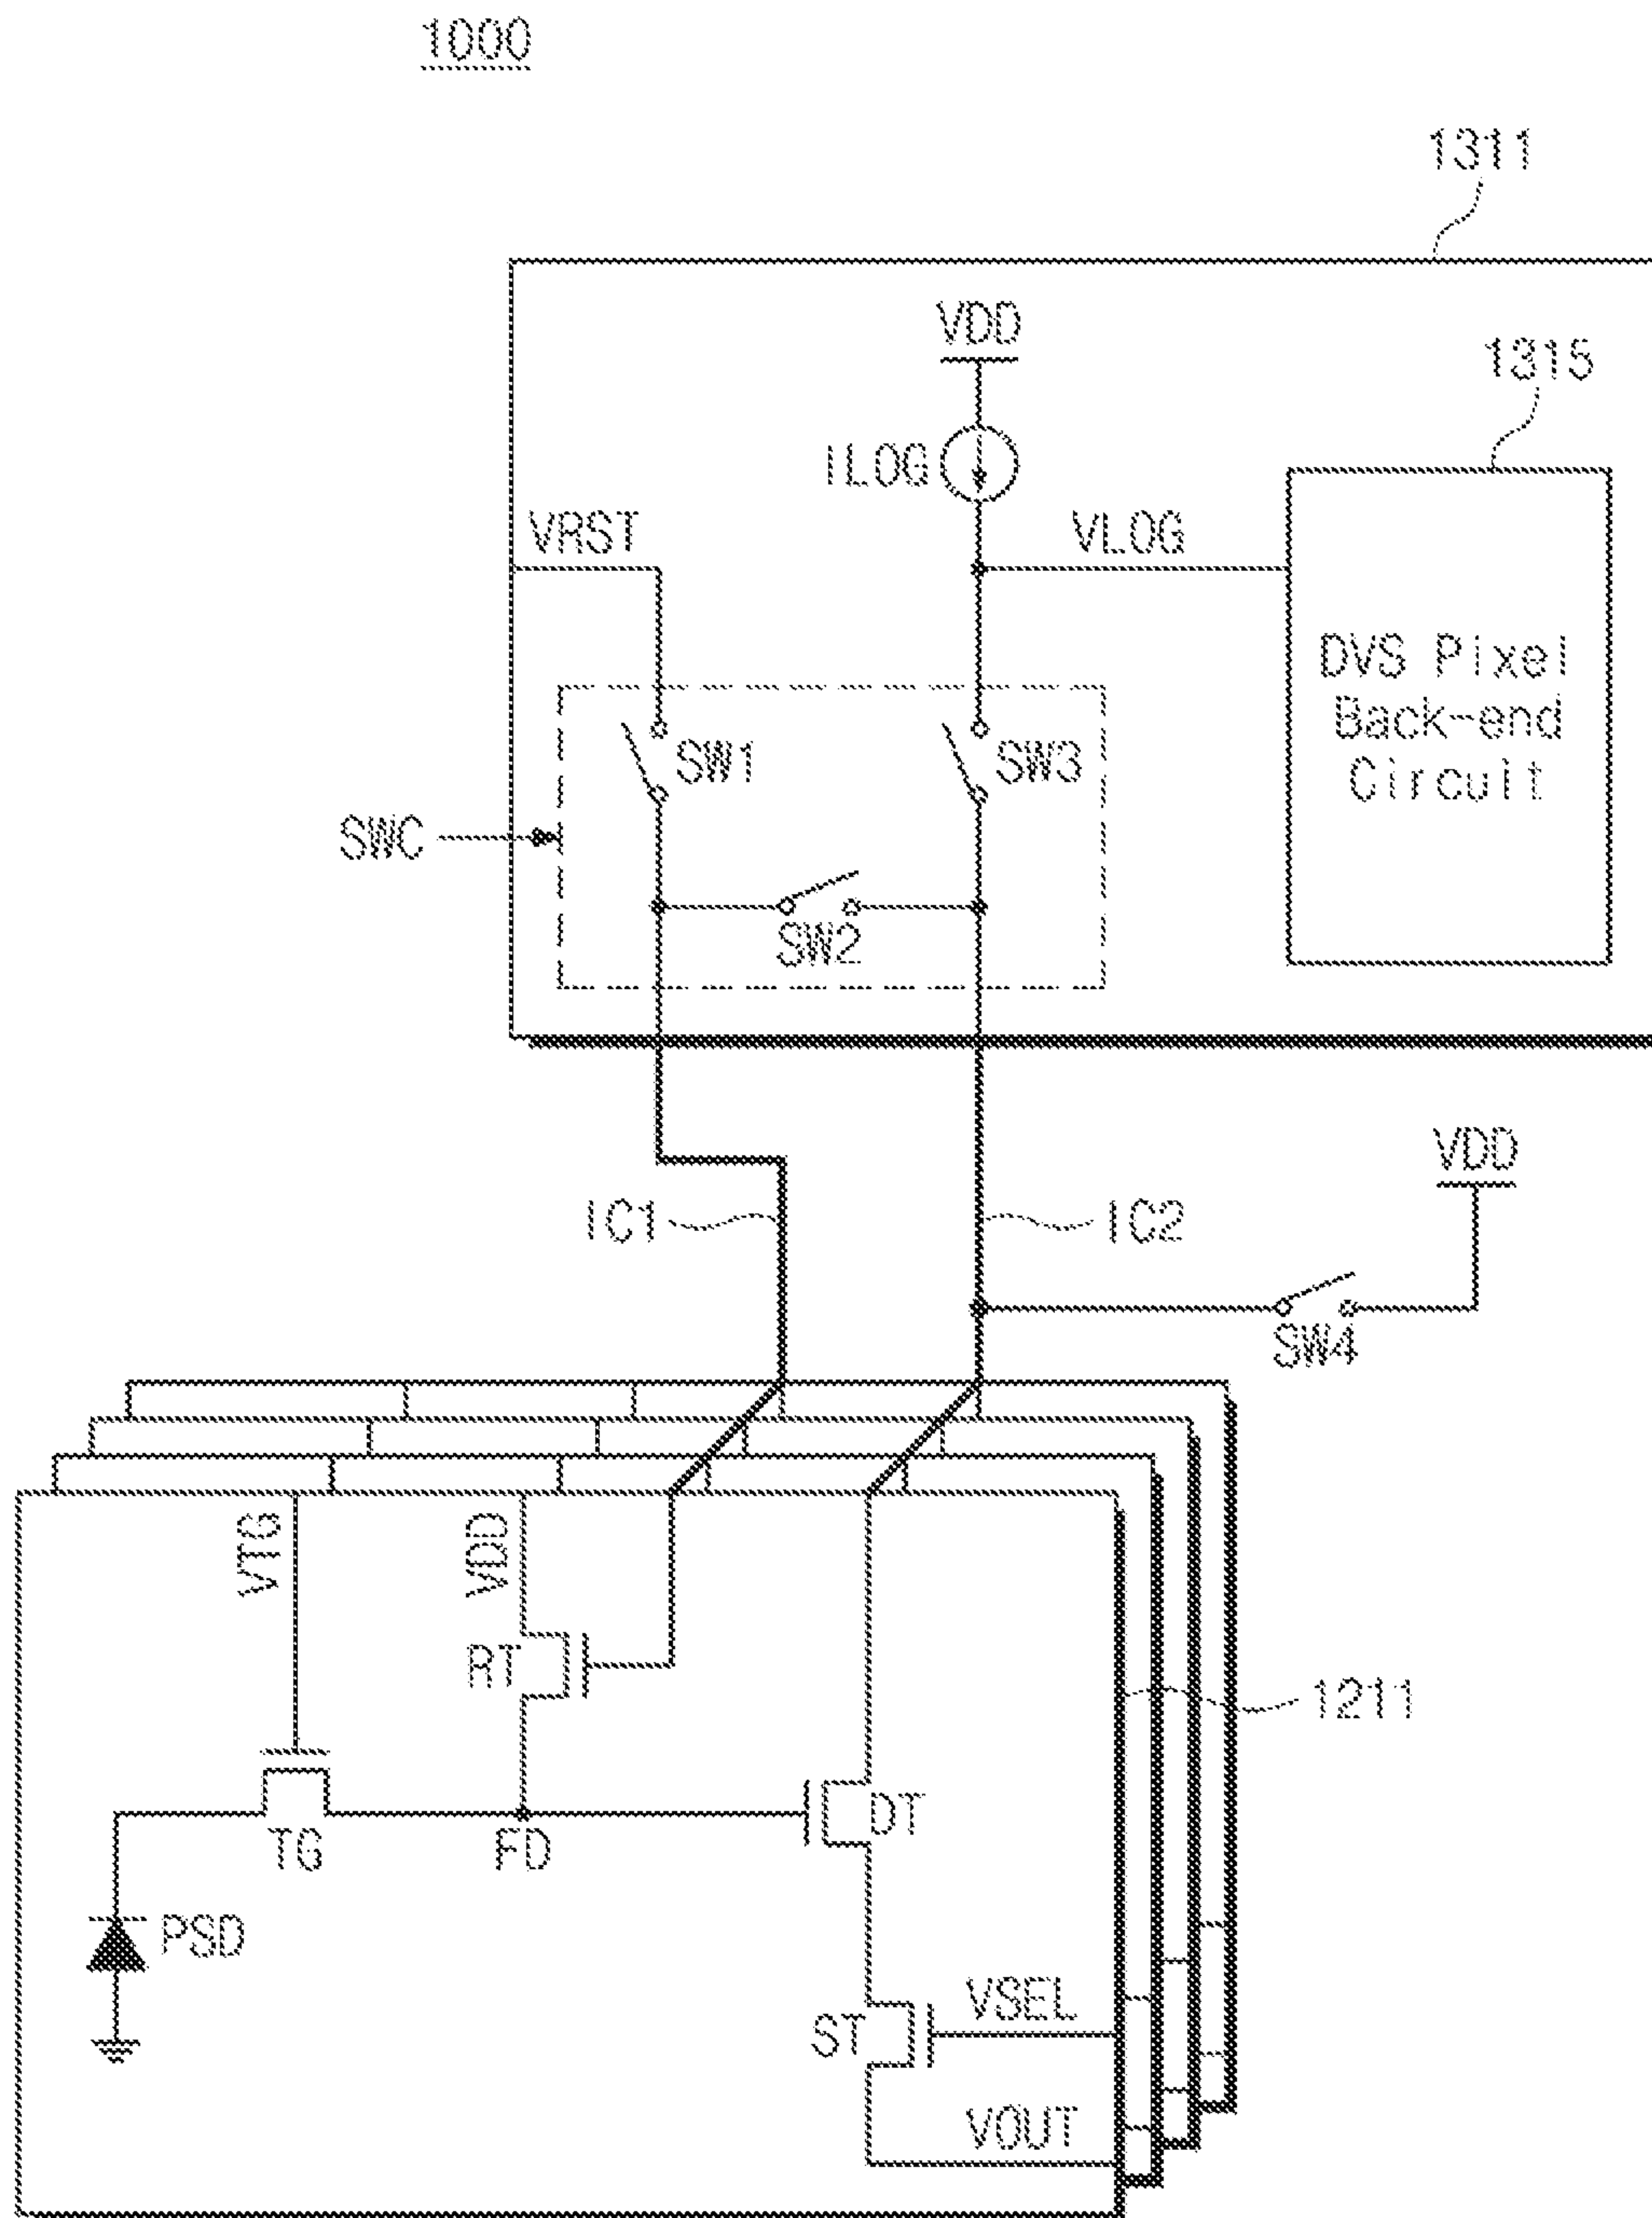 1000
1311
VDD
1315
ILOG
VRST
VLOG
DVS Pixel
Back-end
Circuit
SW1
SW3
SWC
SW2
VDD
IC1
IC2
SW4
VTG
VDD
RT
1211
DT
TG
FD
PSD
VSEL
ST
VOUT